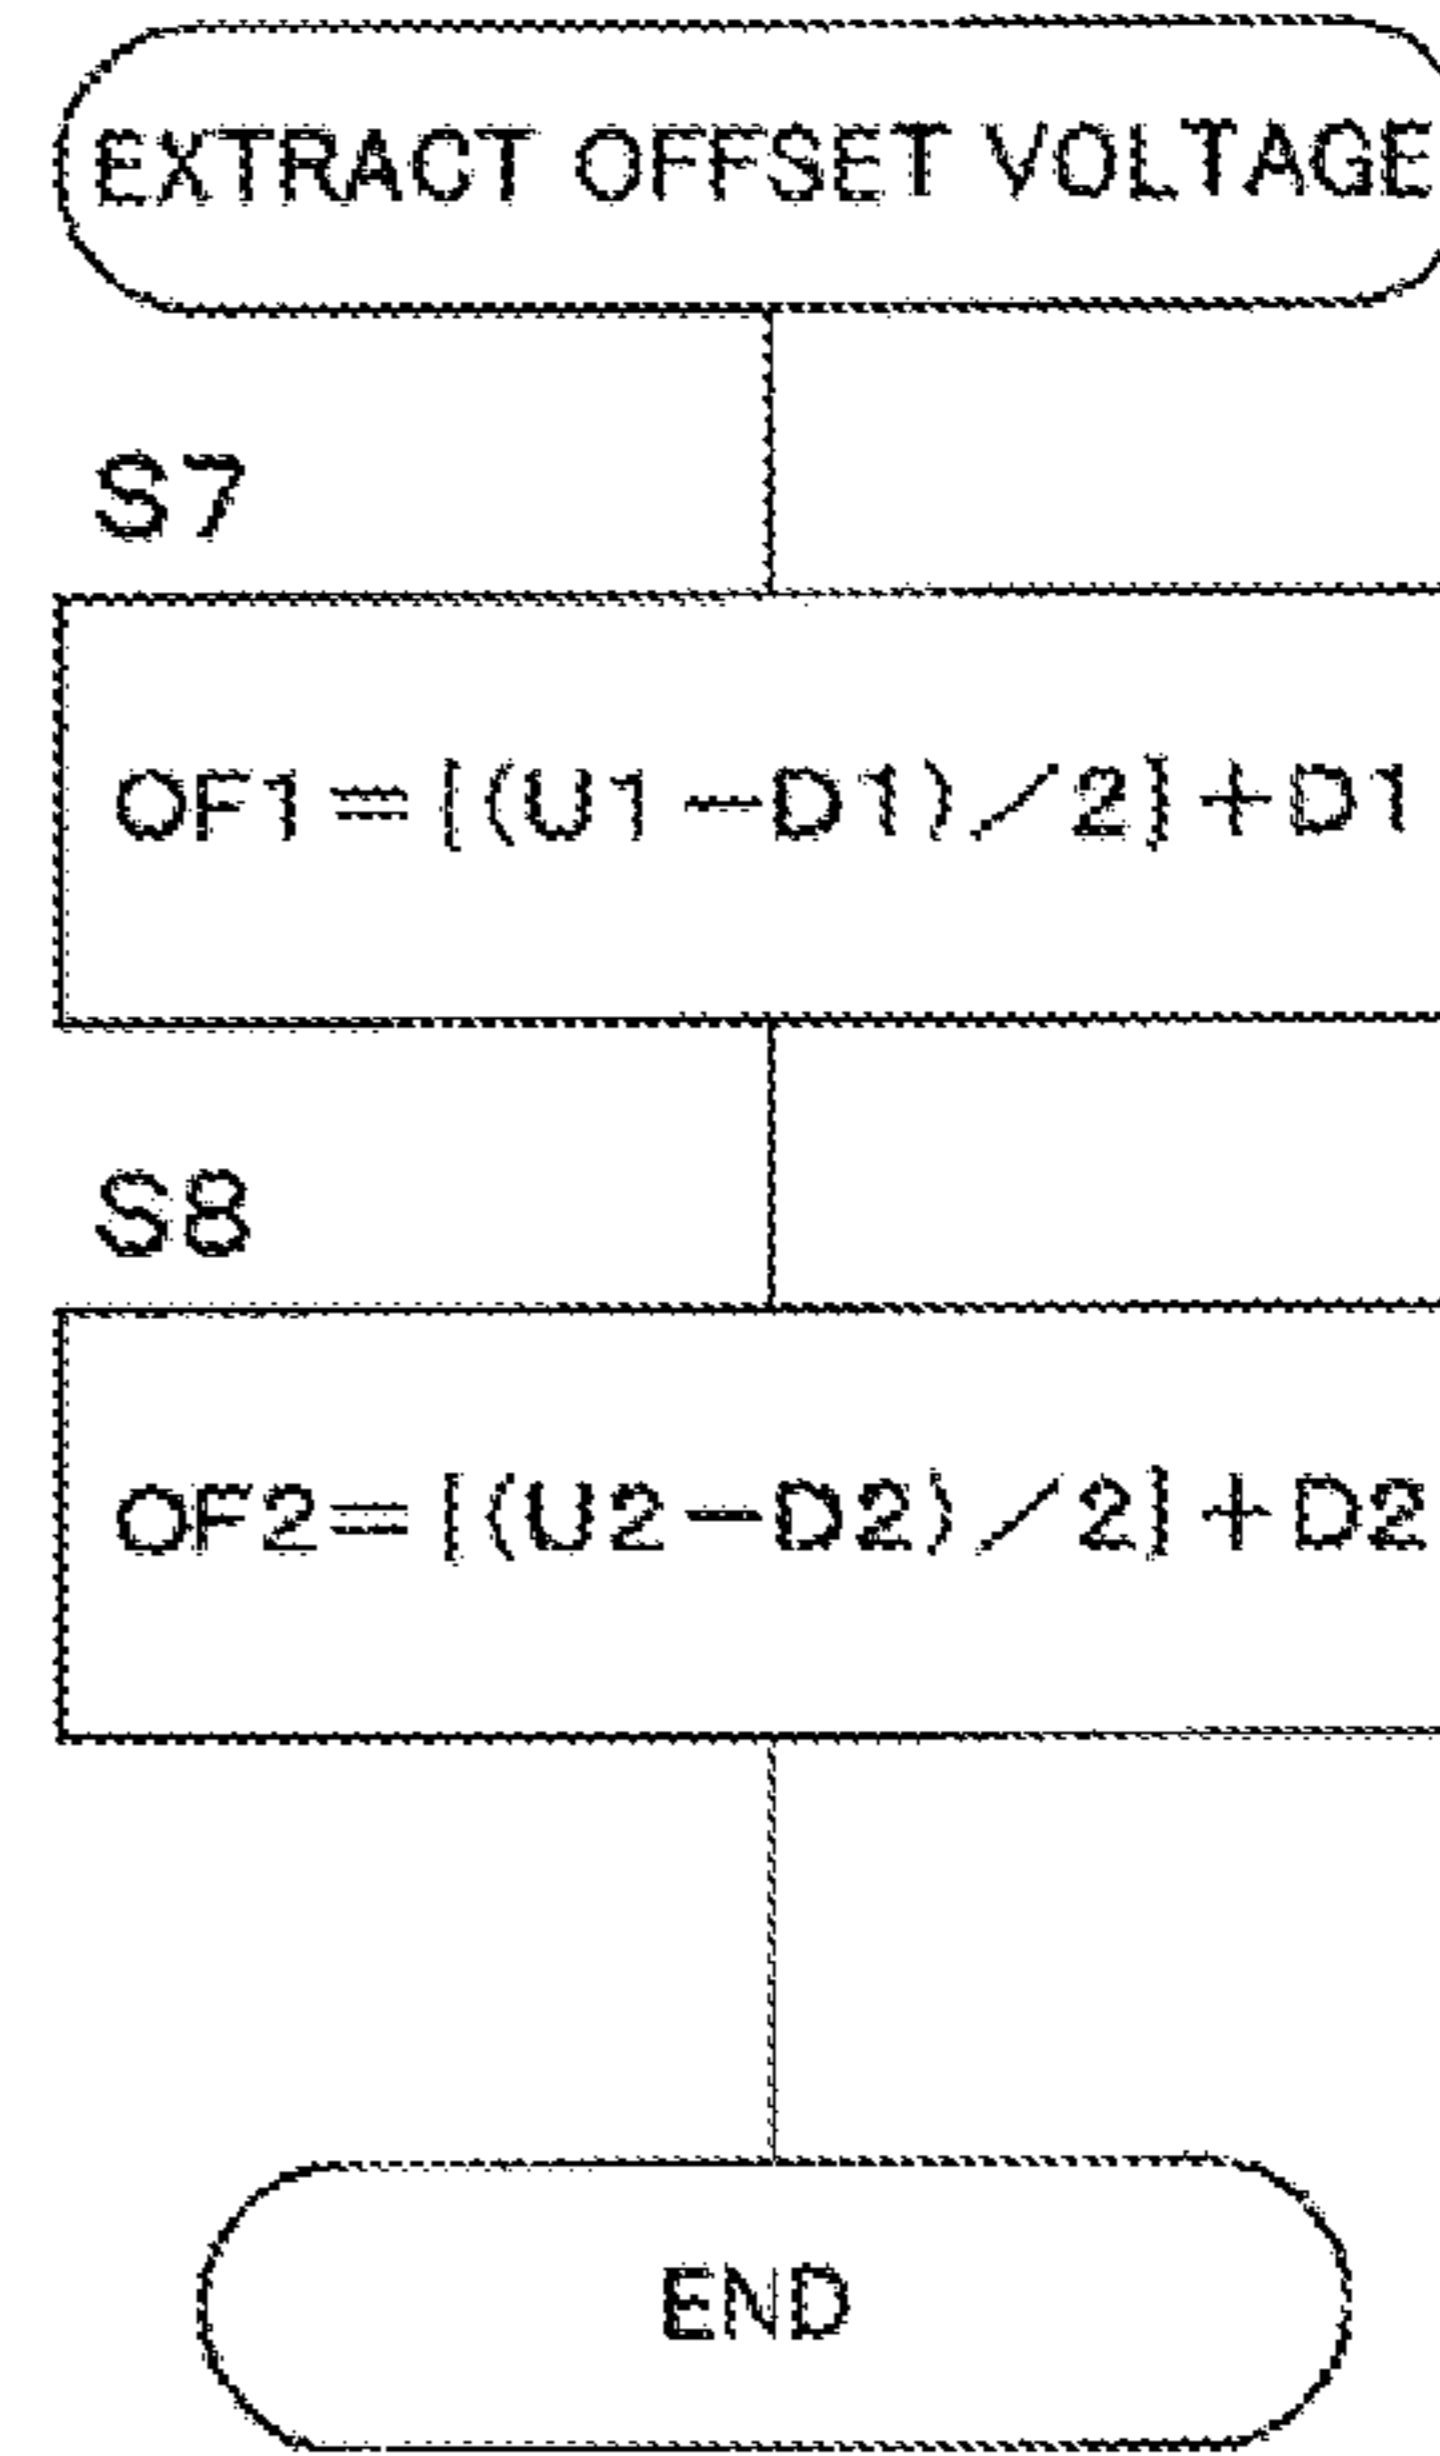 EXTRACT OFFSET VOLTAGE
S7
OF1=[(U1-D1)/2]+D1
S8
OF2=[(U2-D2)/2]+D2
END